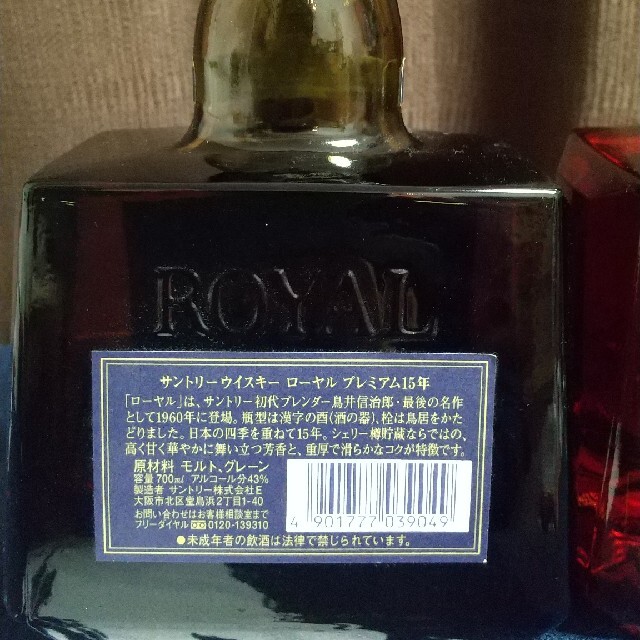 ROYAL
サントリーウイスキー ローヤル プレミアム15年
「ローヤル」は、サントリー初代ブレンダー鳥井信治郎・最後の名作
として1960年に登場。瓶型は漢字の酉(酒の器)、栓は鳥居をかた
どりました。日本の四季を重ねて15年。シェリー樽貯蔵ならではの、
高く甘く華やかに舞い立つ芳香と、重厚で滑らかなコクが特徴です。
原材料 モルト、グレーン
容量 700㎖ アルコール分43%
製造者 サントリー株式会社E
大阪市北区堂島浜2丁目1-40
お問い合わせはお客様相談室まで
フリーダイヤル 0120-139310
4 901777 039049
●未成年者の飲酒は法律で禁じられています。